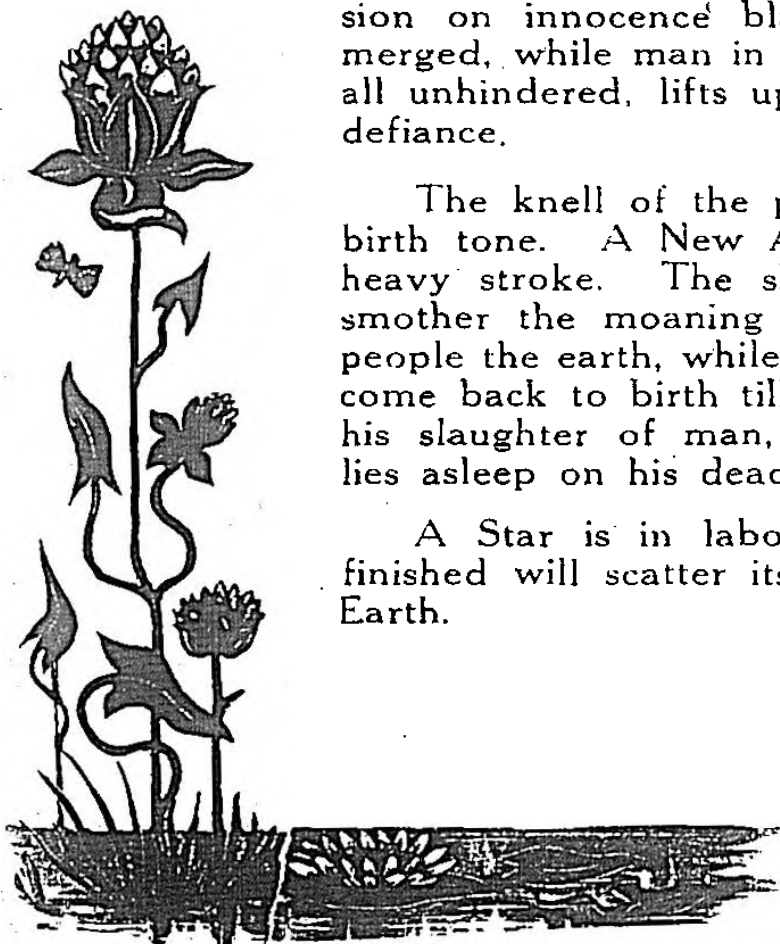 sion on innocence bl
merged, while man in
all unhindered, lifts up
defiance.
The knell of the p
birth tone. A New A
heavy stroke. The s
smother the moaning
people the earth, while
come back to birth til
his slaughter of man,
lies asleep on his dead
A Star is in labo
finished will scatter its
Earth.